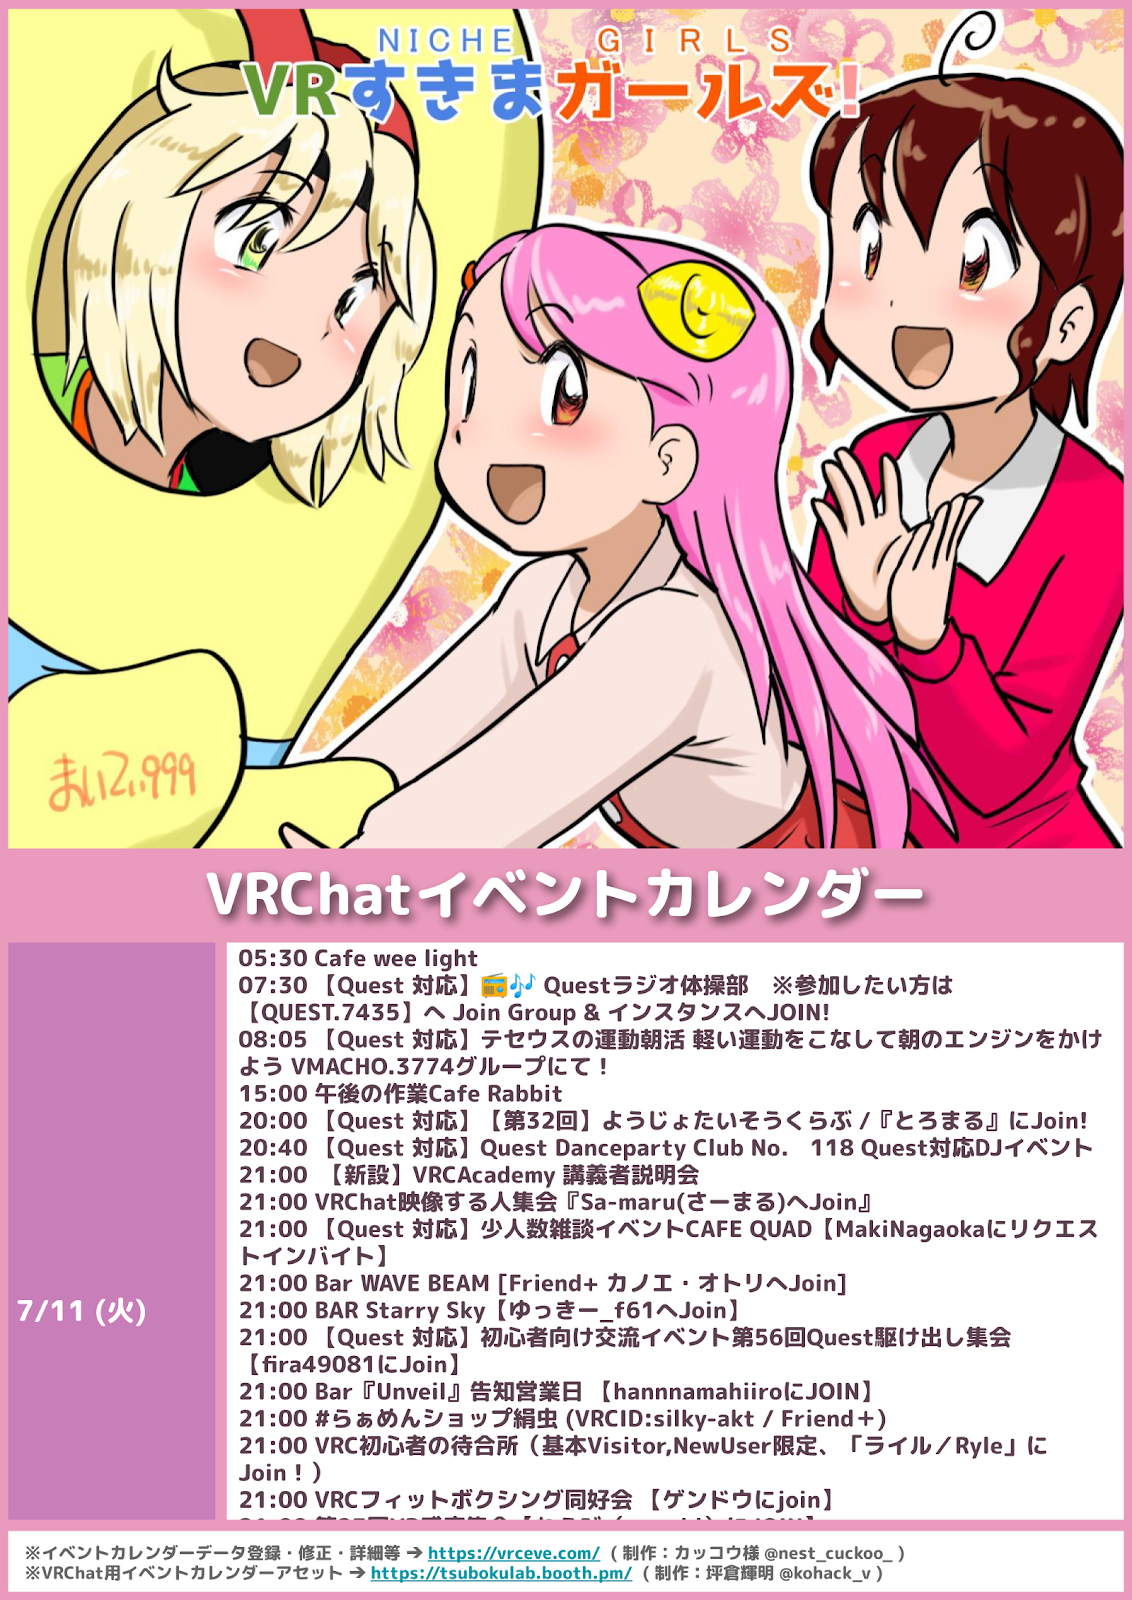 NICHE GIRLS
VRすきまガールズ!
まいてぃ999
VRChatイベントカレンダー
7/11 (火)
05:30 Cafe wee light
07:30 【Quest 対応】📻🎶 Questラジオ体操部　※参加したい方は
【QUEST.7435】へ Join Group & インスタンスへJOIN!
08:05 【Quest 対応】テセウスの運動朝活 軽い運動をこなして朝のエンジンをかけ
よう VMACHO.3774グループにて！
15:00 午後の作業Cafe Rabbit
20:00 【Quest 対応】【第32回】ようじょたいそうくらぶ /『とろまる』にJoin!
20:40 【Quest 対応】Quest Danceparty Club No.　118 Quest対応DJイベント
21:00 【新設】VRCAcademy 講義者説明会
21:00 VRChat映像する人集会『Sa-maru(さーまる)へJoin』
21:00 【Quest 対応】少人数雑談イベントCAFE QUAD【MakiNagaokaにリクエス
トインバイト】
21:00 Bar WAVE BEAM [Friend+ カノエ・オトリへJoin]
21:00 BAR Starry Sky【ゆっきー_f61へJoin】
21:00 【Quest 対応】初心者向け交流イベント第56回Quest駆け出し集会
【fira49081にJoin】
21:00 Bar『Unveil』告知営業日 【hannnamahiiroにJOIN】
21:00 #らぁめんショップ絹虫 (VRCID:silky-akt / Friend＋)
21:00 VRC初心者の待合所（基本Visitor,NewUser限定、「ライル／Ryle」に
Join！）
21:00 VRCフィットボクシング同好会 【ゲンドウにjoin】
※イベントカレンダーデータ登録・修正・詳細等 ➔ https://vrceve.com/ ( 制作：カッコウ様 @nest_cuckoo_ )
※VRChat用イベントカレンダーアセット ➔ https://tsubokulab.booth.pm/ ( 制作：坪倉輝明 @kohack_v )